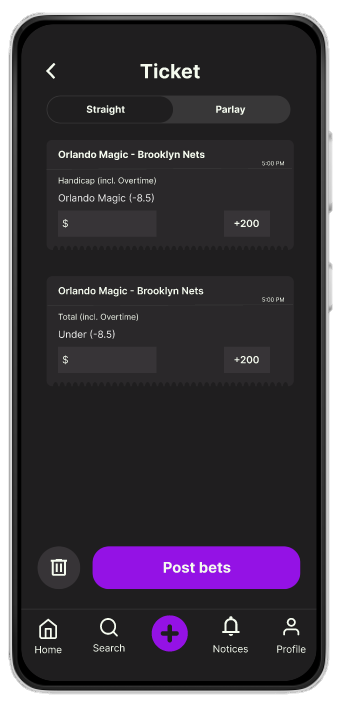 Ticket
Straight Parlay
Orlando Magic - Brooklyn Nets
5:00 PM
Handicap (incl. Overtime)
Orlando Magic (-8.5)
$ +200
Orlando Magic - Brooklyn Nets
5:00 PM
Total (incl. Overtime)
Under (-8.5)
$ +200
Post bets
Home Search Notices Profile